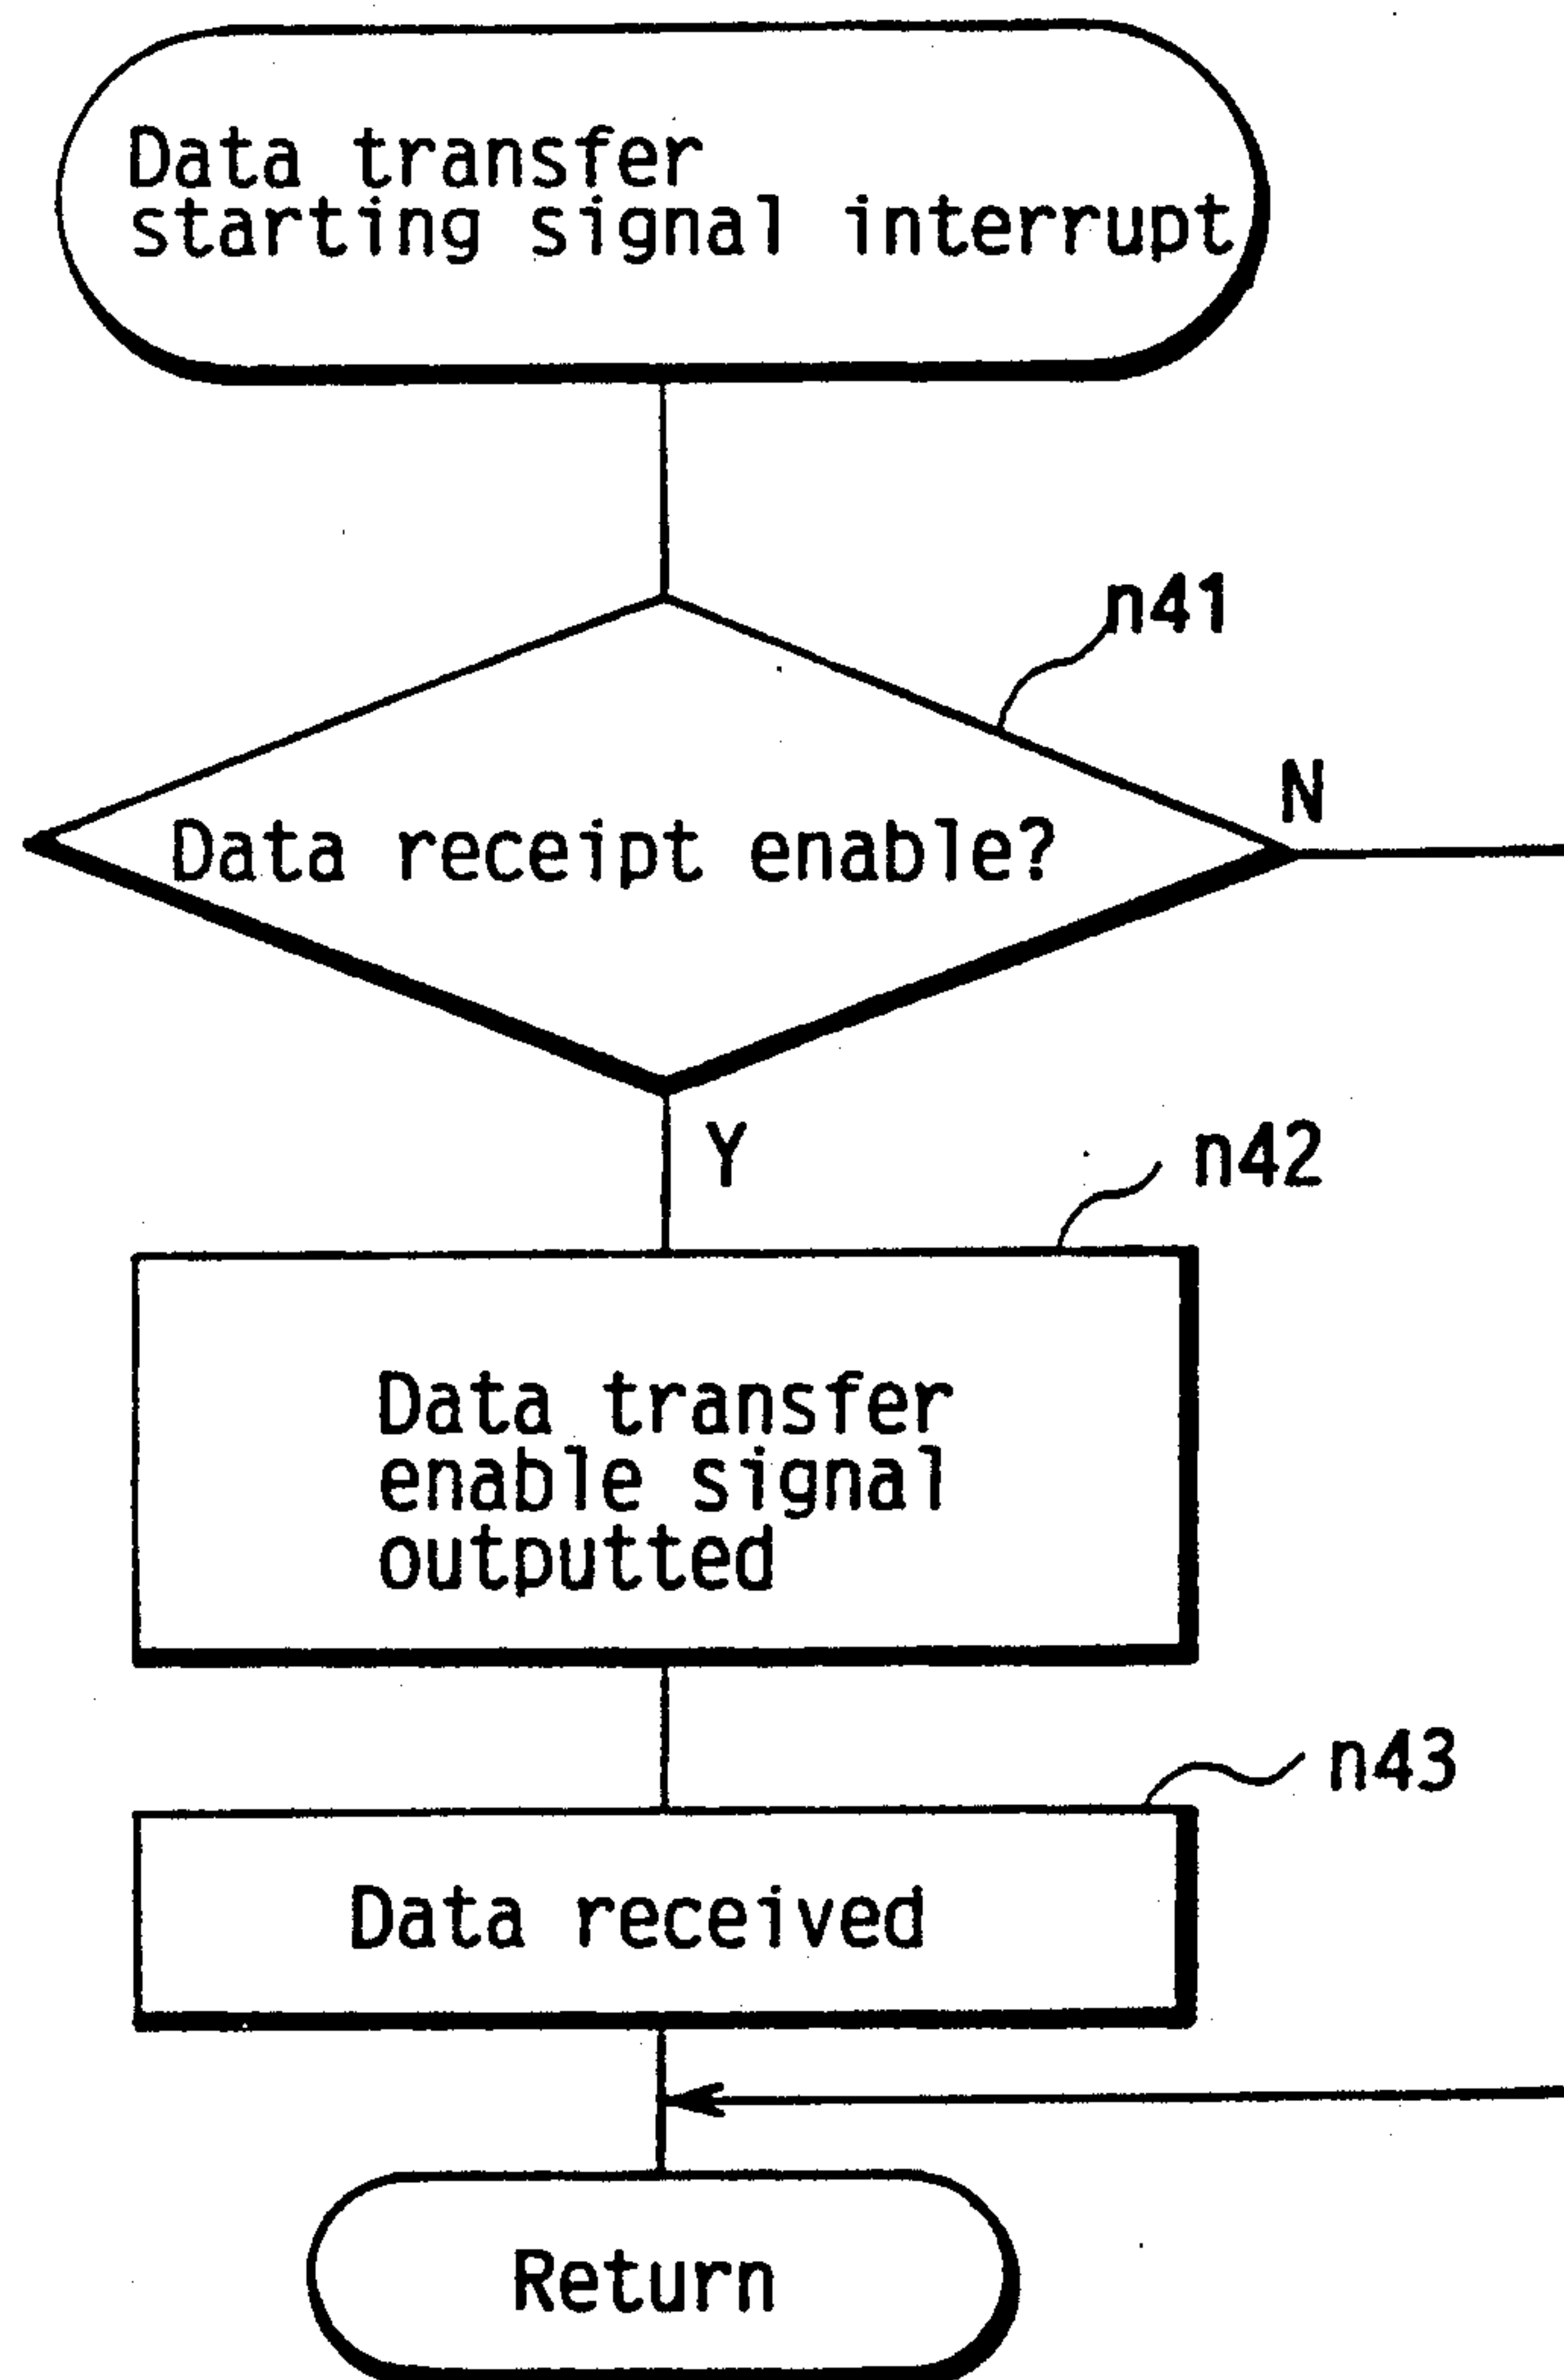 Data transfer
starting signal interrupt
n41
N
Data receipt enable?
Y
n42
Data transfer
enable signal
outputted
n43
Data received
Return